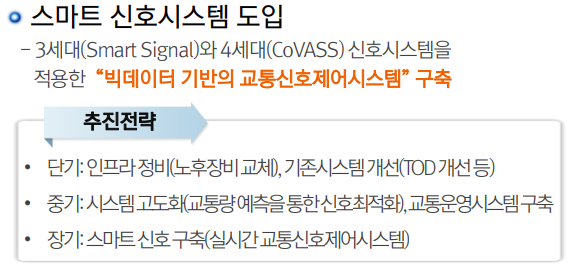 스마트 신호시스템 도입
- 3세대(Smart Signal)와 4세대(CoVASS) 신호시스템을
적용한 “빅데이터 기반의 교통신호제어시스템” 구축
추진전략
• 단기: 인프라 정비(노후장비 교체), 기존시스템 개선(TOD 개선 등)
• 중기: 시스템 고도화(교통량 예측을 통한 신호최적화), 교통운영시스템 구축
• 장기: 스마트 신호 구축(실시간 교통신호제어시스템)